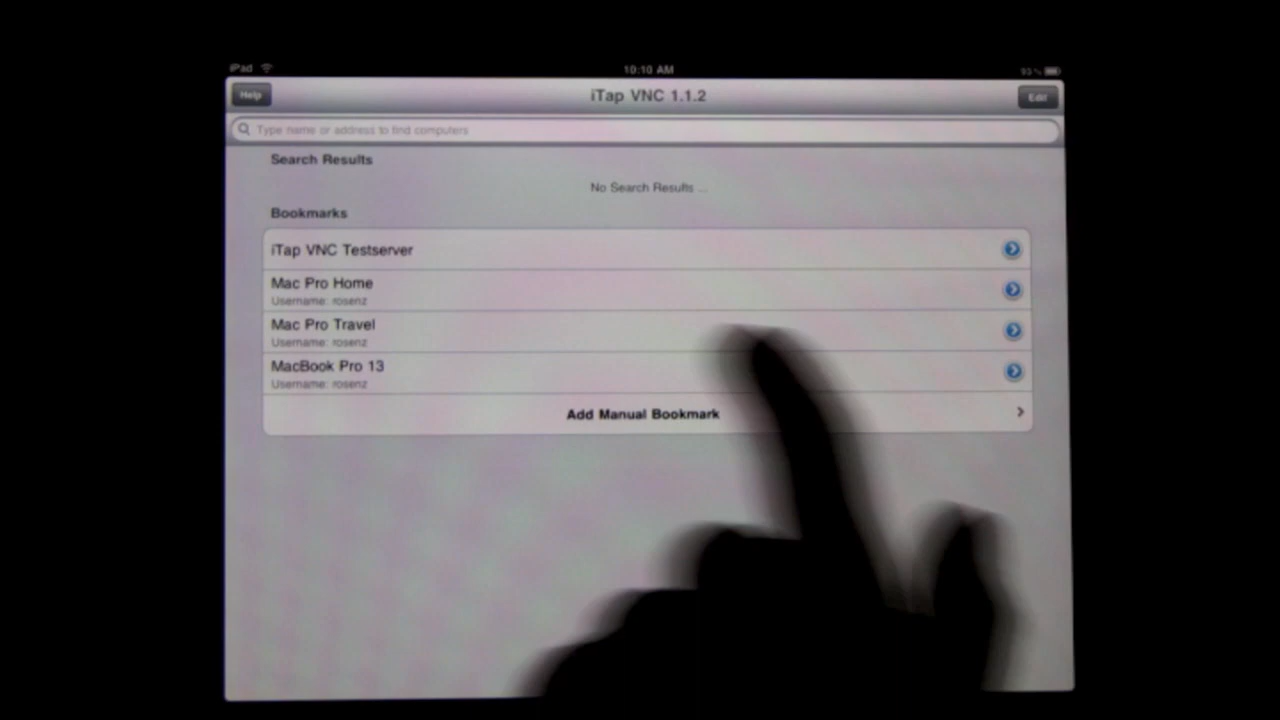 iPad
10:10 AM
93%
Help
iTap VNC 1.1.2
Edit
Type name or address to find computers
Search Results
No Search Results ...
Bookmarks
iTap VNC Testserver
Mac Pro Home
Username: rosenz
Mac Pro Travel
Username: rosenz
MacBook Pro 13
Username: rosenz
Add Manual Bookmark